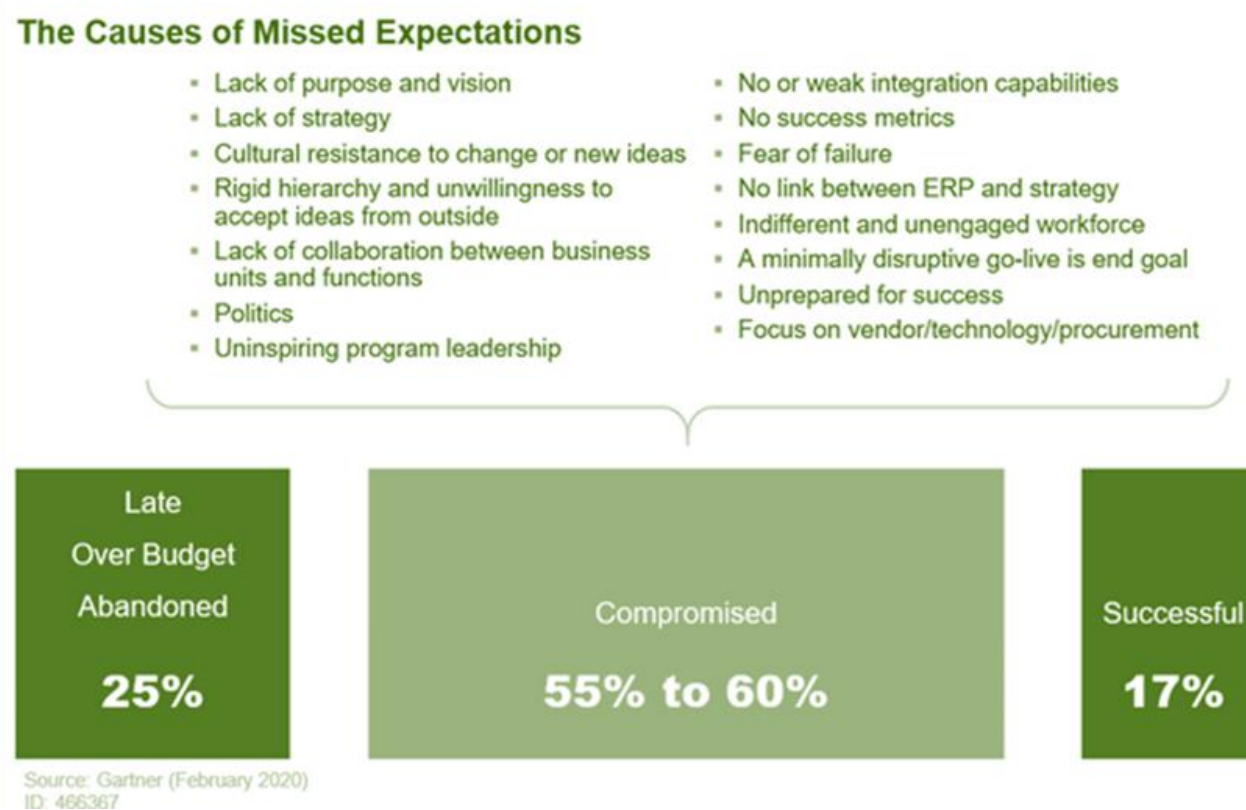 The Causes of Missed Expectations
▪ Lack of purpose and vision
▪ Lack of strategy
▪ Cultural resistance to change or new ideas
▪ Rigid hierarchy and unwillingness to
accept ideas from outside
▪ Lack of collaboration between business
units and functions
▪ Politics
▪ Uninspiring program leadership
▪ No or weak integration capabilities
▪ No success metrics
▪ Fear of failure
▪ No link between ERP and strategy
▪ Indifferent and unengaged workforce
▪ A minimally disruptive go-live is end goal
▪ Unprepared for success
▪ Focus on vendor/technology/procurement
Late
Over Budget
Abandoned
25%
Compromised
55% to 60%
Successful
17%
Source: Gartner (February 2020)
ID: 466367